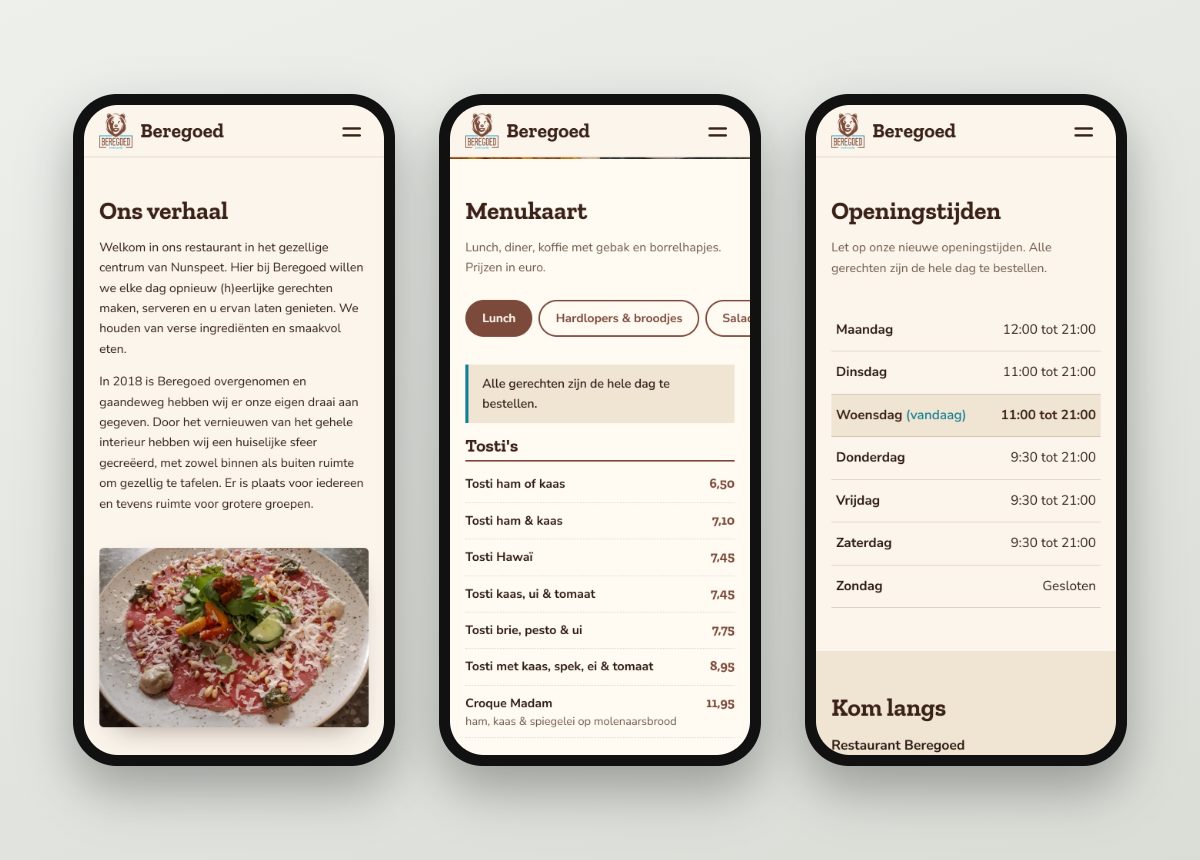 BEREGOED
Beregoed
Ons verhaal
Welkom in ons restaurant in het gezellige
centrum van Nunspeet. Hier bij Beregoed willen
we elke dag opnieuw (h)eerlijke gerechten
maken, serveren en u ervan laten genieten. We
houden van verse ingrediënten en smaakvol
eten.
In 2018 is Beregoed overgenomen en
gaandeweg hebben wij er onze eigen draai aan
gegeven. Door het vernieuwen van het gehele
interieur hebben wij een huiselijke sfeer
gecreëerd, met zowel binnen als buiten ruimte
om gezellig te tafelen. Er is plaats voor iedereen
en tevens ruimte voor grotere groepen.
BEREGOED
Beregoed
Menukaart
Lunch, diner, koffie met gebak en borrelhapjes.
Prijzen in euro.
Lunch
Hardlopers & broodjes
Salad
Alle gerechten zijn de hele dag te
bestellen.
Tosti's
Tosti ham of kaas 6,50
Tosti ham & kaas 7,10
Tosti Hawaï 7,45
Tosti kaas, ui & tomaat 7,45
Tosti brie, pesto & ui 7,75
Tosti met kaas, spek, ei & tomaat 8,95
Croque Madam 11,95
ham, kaas & spiegelei op molenaarsbrood
BEREGOED
Beregoed
Openingstijden
Let op onze nieuwe openingstijden. Alle
gerechten zijn de hele dag te bestellen.
Maandag 12:00 tot 21:00
Dinsdag 11:00 tot 21:00
Woensdag (vandaag) 11:00 tot 21:00
Donderdag 9:30 tot 21:00
Vrijdag 9:30 tot 21:00
Zaterdag 9:30 tot 21:00
Zondag Gesloten
Kom langs
Restaurant Beregoed